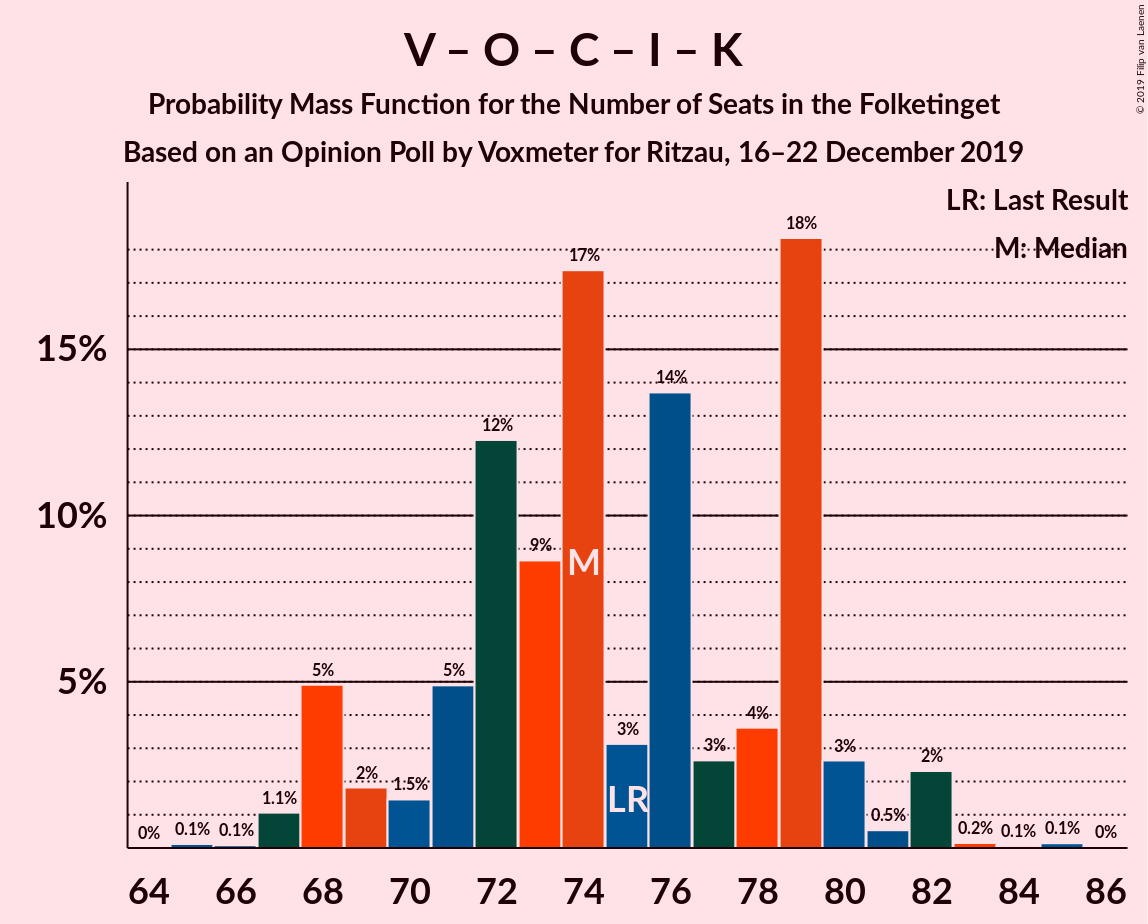 V – O – C – I – K
Probability Mass Function for the Number of Seats in the Folketinget
Based on an Opinion Poll by Voxmeter for Ritzau, 16–22 December 2019
© 2019 Filip van Laenen
LR: Last Result
M: Median
15%
10%
5%
0%
0.1%
0.1%
1.1%
5%
2%
1.5%
5%
12%
9%
17%
3%
14%
3%
4%
18%
3%
0.5%
2%
0.2%
0.1%
0.1%
0%
M
LR
64 66 68 70 72 74 76 78 80 82 84 86